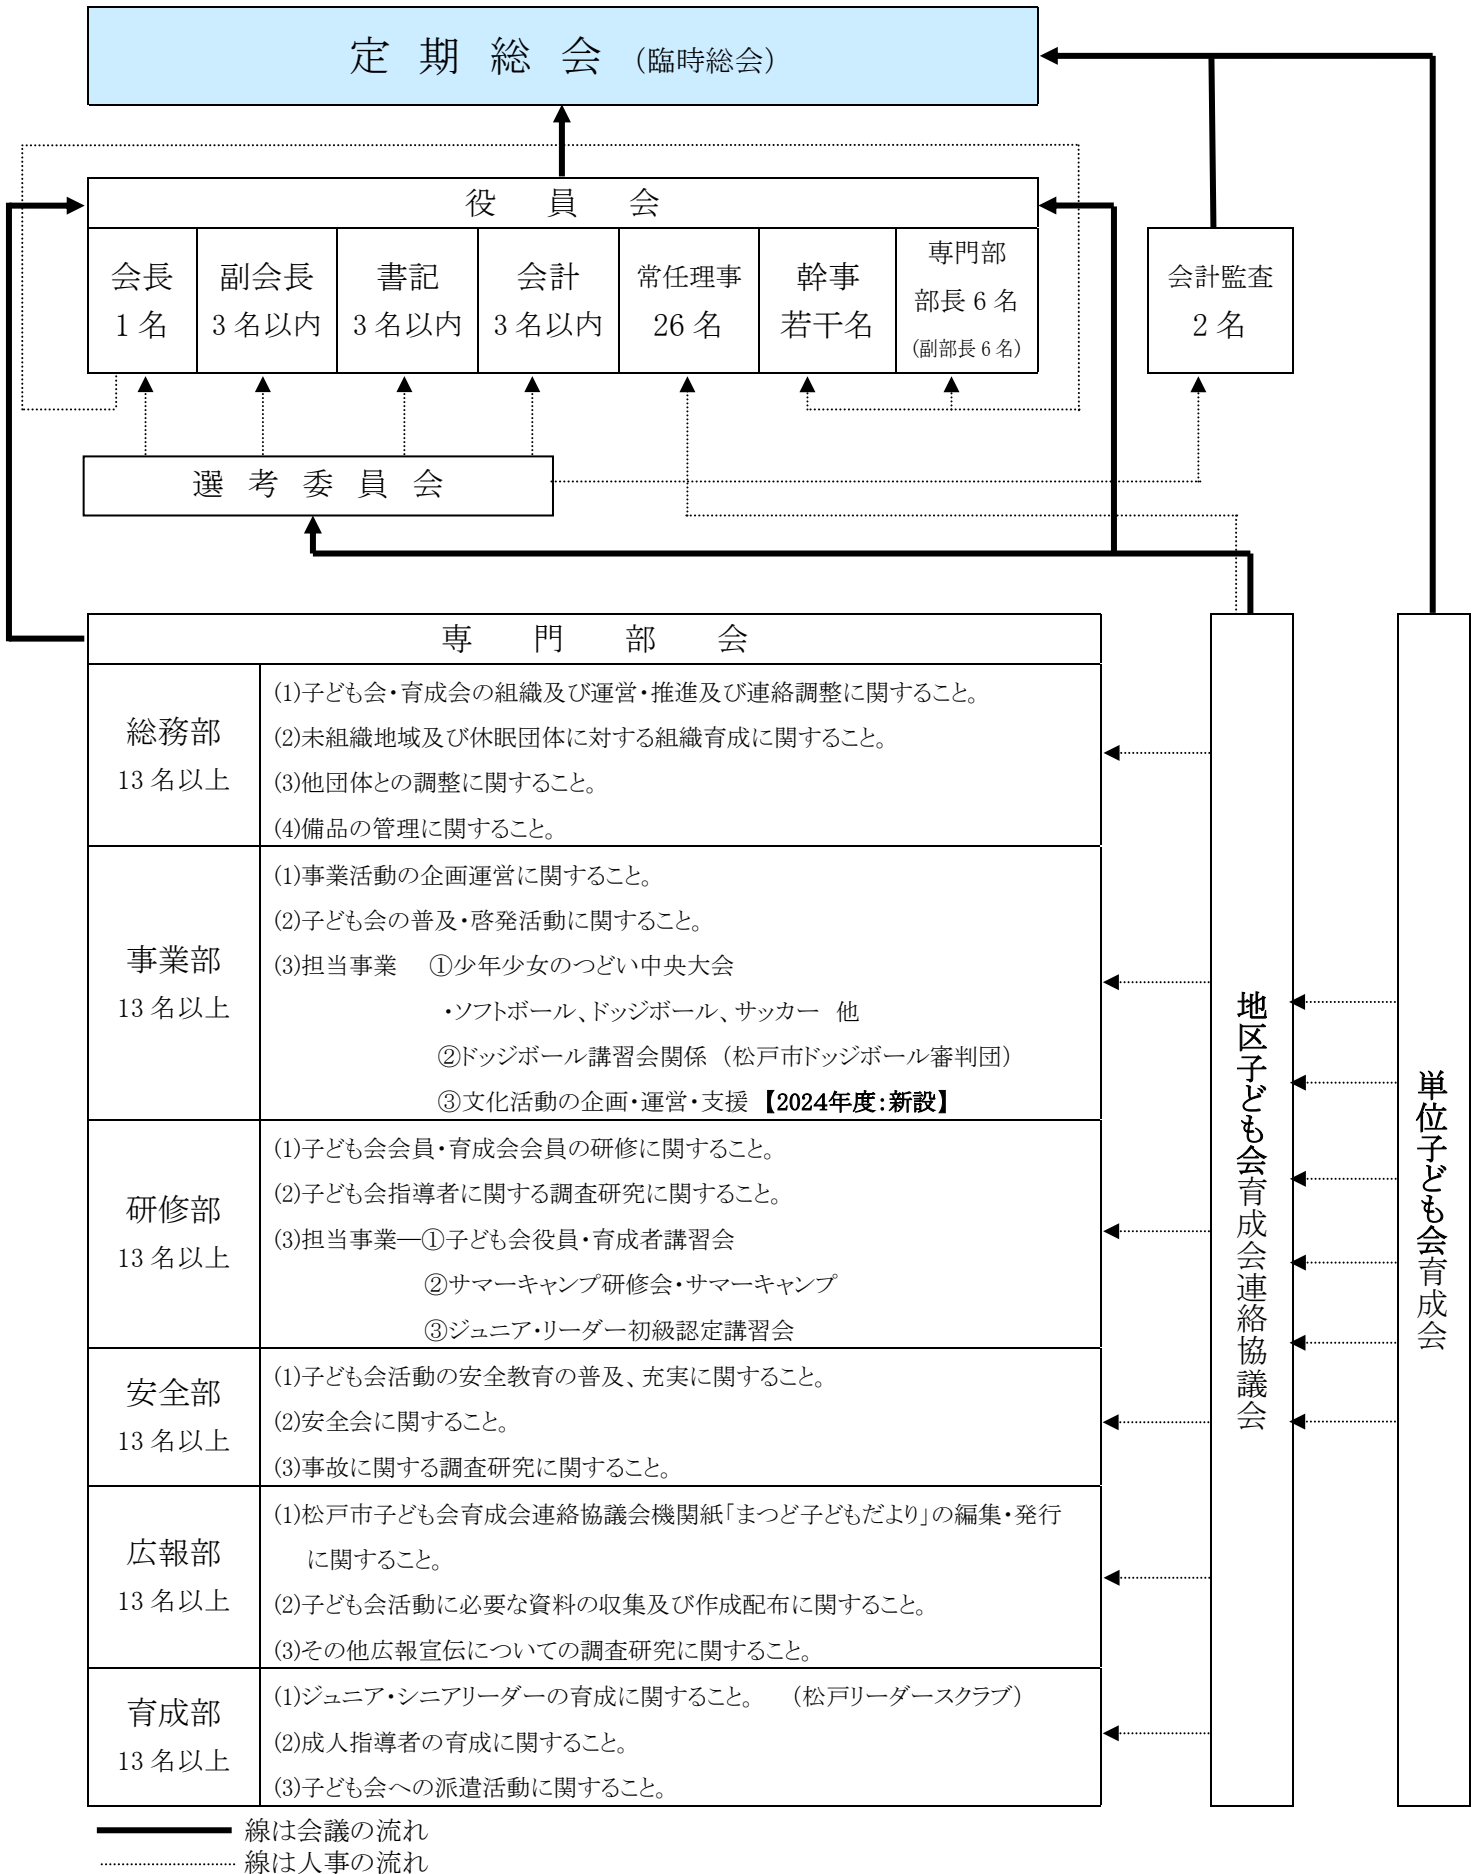 定期総会（臨時総会）
役員会
会長
1名
副会長
3名以内
書記
3名以内
会計
3名以内
常任理事
26名
幹事
若干名
専門部
部長6名
(副部長6名)
会計監査
2名
選考委員会
専門部会
総務部
13名以上
(1)子ども会・育成会の組織及び運営・推進及び連絡調整に関すること。
(2)未組織地域及び休眠団体に対する組織育成に関すること。
(3)他団体との調整に関すること。
(4)備品の管理に関すること。
事業部
13名以上
(1)事業活動の企画運営に関すること。
(2)子ども会の普及・啓発活動に関すること。
(3)担当事業　①少年少女のつどい中央大会
・ソフトボール、ドッジボール、サッカー 他
②ドッジボール講習会関係（松戸市ドッジボール審判団）
③文化活動の企画・運営・支援【2024年度：新設】
研修部
13名以上
(1)子ども会会員・育成会会員の研修に関すること。
(2)子ども会指導者に関する調査研究に関すること。
(3)担当事業―①子ども会役員・育成者講習会
②サマーキャンプ研修会・サマーキャンプ
③ジュニア・リーダー初級認定講習会
安全部
13名以上
(1)子ども会活動の安全教育の普及、充実に関すること。
(2)安全会に関すること。
(3)事故に関する調査研究に関すること。
広報部
13名以上
(1)松戸市子ども会育成会連絡協議会機関紙「まつど子どもだより」の編集・発行
に関すること。
(2)子ども会活動に必要な資料の収集及び作成配布に関すること。
(3)その他広報宣伝についての調査研究に関すること。
育成部
13名以上
(1)ジュニア・シニアリーダーの育成に関すること。　（松戸リーダースクラブ）
(2)成人指導者の育成に関すること。
(3)子ども会への派遣活動に関すること。
地区子ども会育成会連絡協議会
単位子ども会育成会
線は会議の流れ
線は人事の流れ